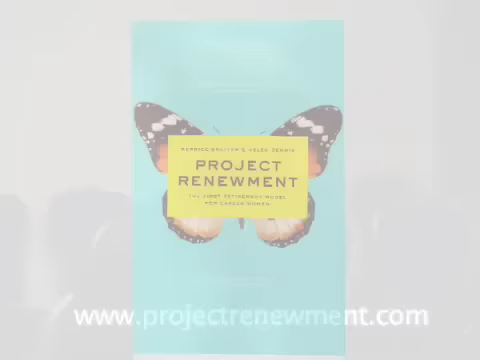 BERNICE BRATTER & HELEN DENNIS
PROJECT
RENEWMENT
THE FIRST RETIREMENT MODEL
FOR CAREER WOMEN
www.projectrenewment.com